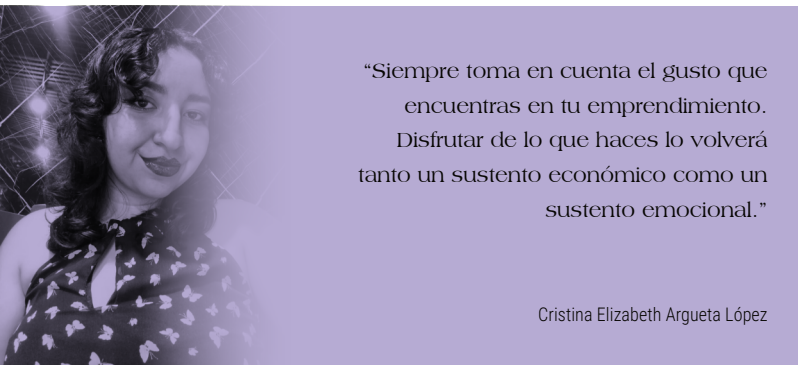 “Siempre toma en cuenta el gusto que
encuentras en tu emprendimiento.
Disfrutar de lo que haces lo volverá
tanto un sustento económico como un
sustento emocional.”
Cristina Elizabeth Argueta López